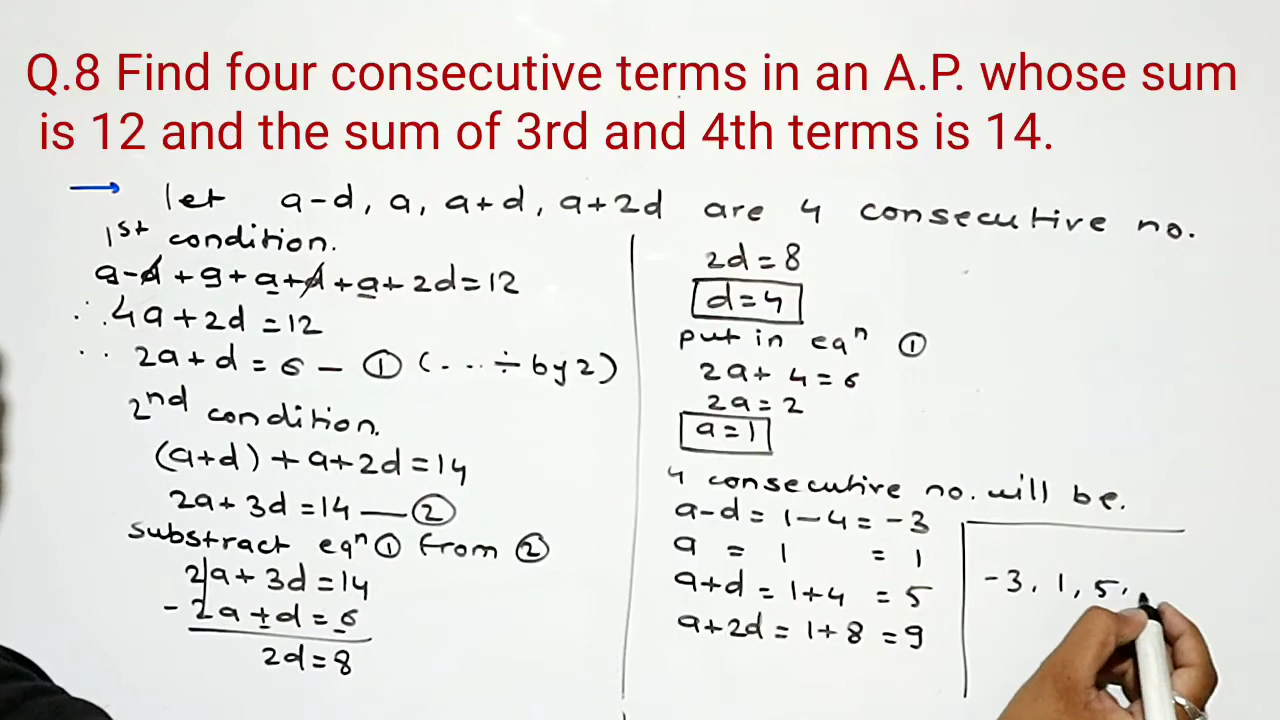 Q.8 Find four consecutive terms in an A.P. whose sum
is 12 and the sum of 3rd and 4th terms is 14.
→ let a-d, a, a+d, a+2d are 4 consecutive no.
1st condition.
a-d + a + a+d + a+2d=12
∴ 4a+2d=12
∴ 2a+d=6 — ① (... ÷ by 2)
2nd condition.
(a+d)+a+2d=14
2a+3d=14 — ②
substract eqn ① from ②
2a+3d=14
- 2a ± d = 6
2d=8
2d=8
d=4
put in eqn ①
2a+4=6
2a=2
a=1
4 consecutive no. will be.
a-d = 1-4 = -3
a = 1 = 1
a+d = 1+4 = 5
a+2d = 1+8 = 9
-3, 1, 5,